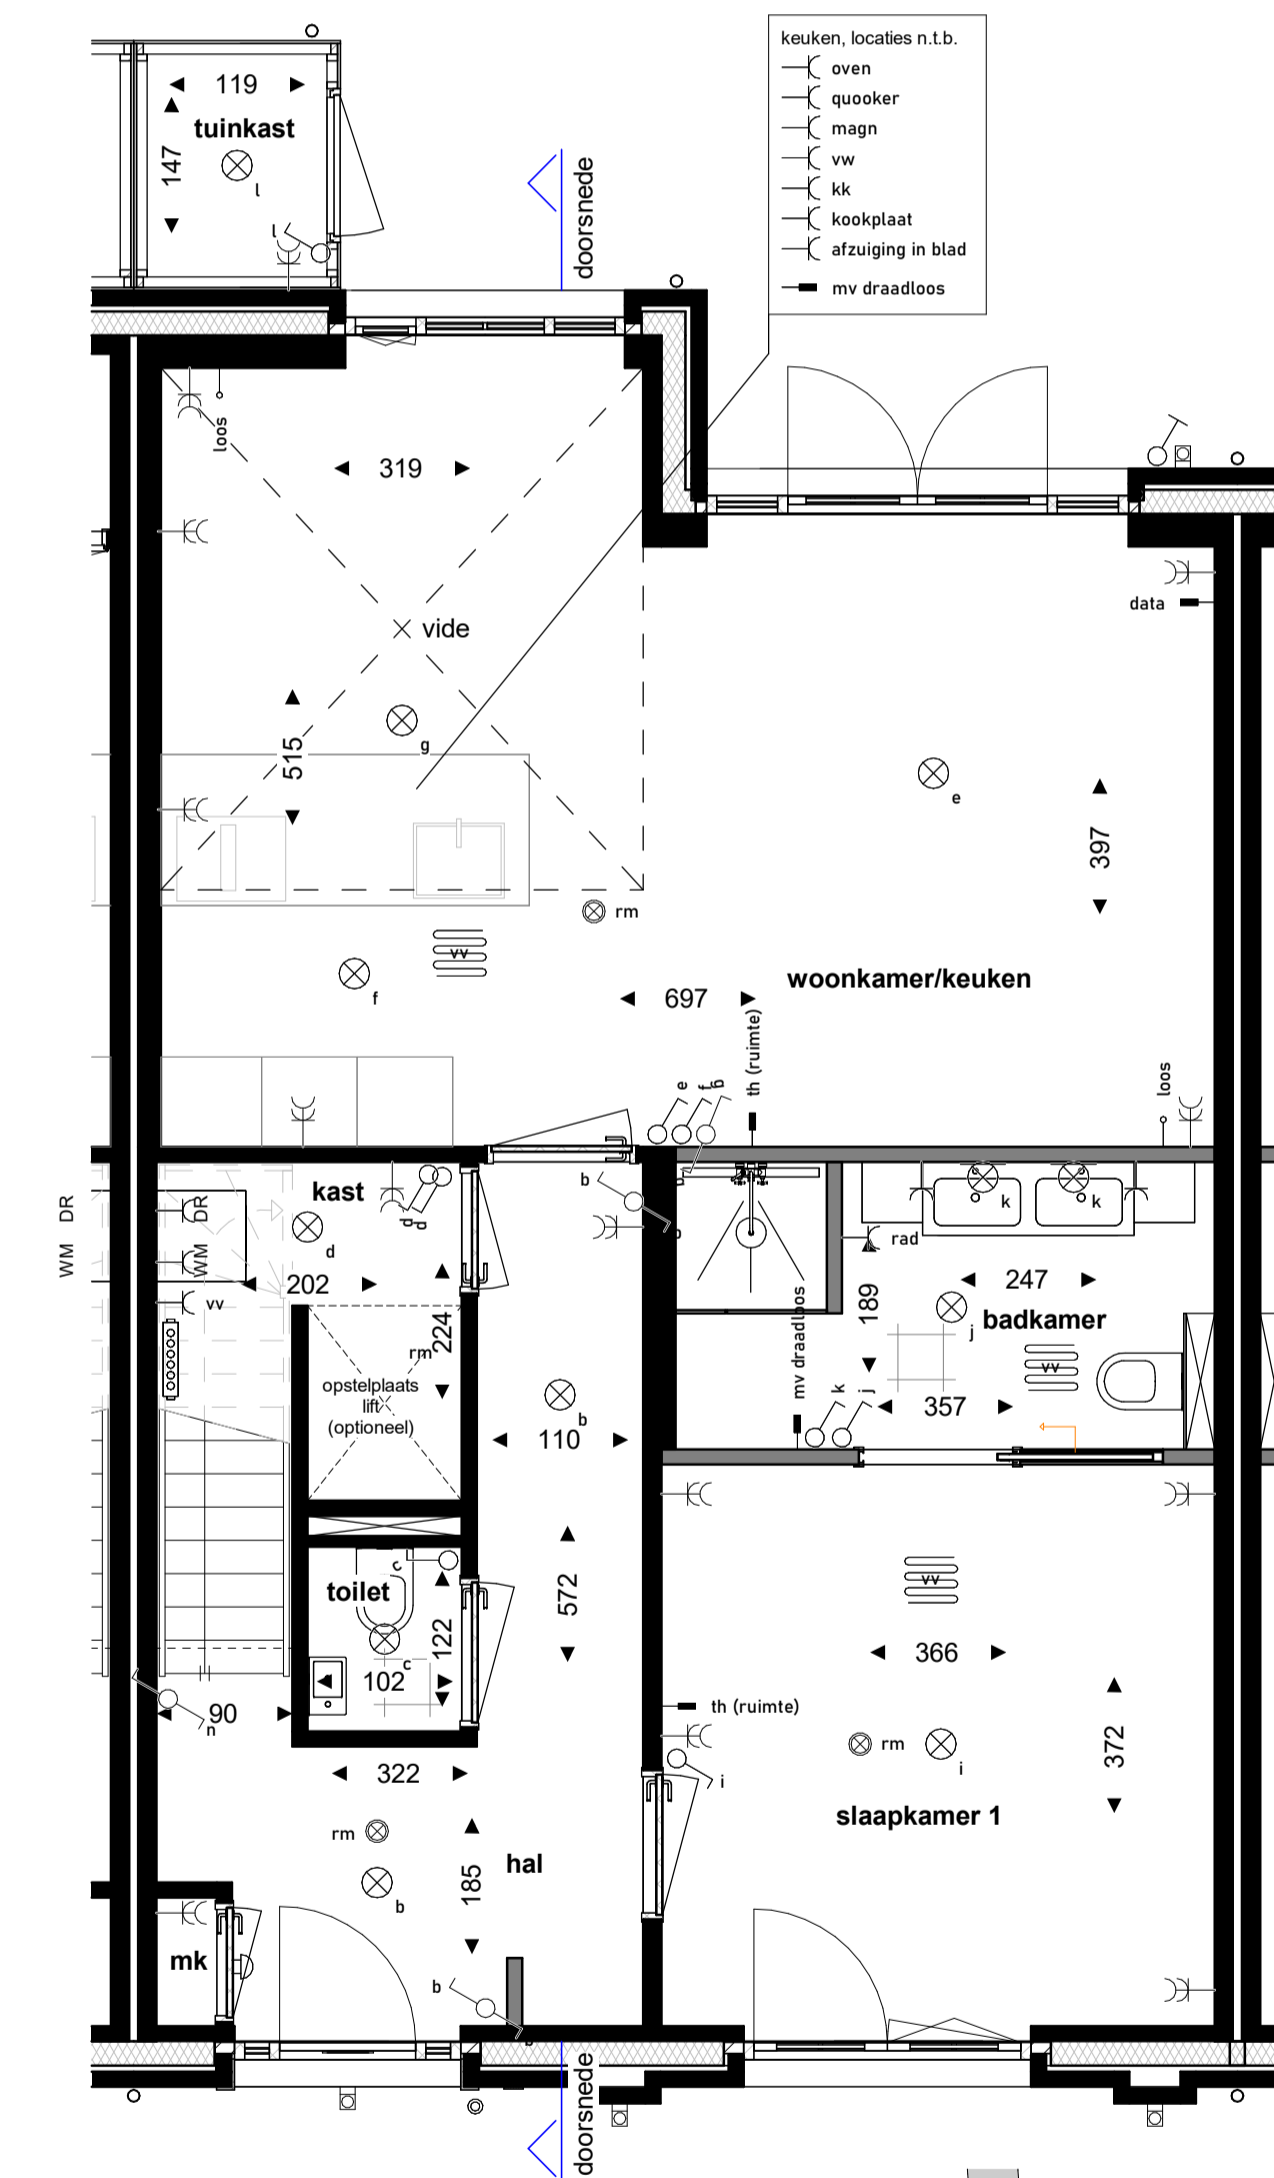 keuken, locaties n.t.b.
oven
quooker
magn
vw
kk
kookplaat
afzuiging in blad
mv draadloos
119
tuinkast
147
l
l
doorsnede
loos
319
data
vide
g
515
e
397
rm
vv
f
woonkamer/keuken
697
th (ruimte)
loos
e
f
g
kast
d
d
b
b
g
g
k
k
WM DR
WM DR
d
rad
202
vv
247
189
badkamer
j
224
rm
mv draadloos
vv
opstelplaats
lift
(optioneel)
k
j
357
b
110
c
toilet
572
122
vv
c
102
366
90
n
th (ruimte)
372
322
rm
i
i
rm
slaapkamer 1
hal
185
b
mk
b
b
doorsnede